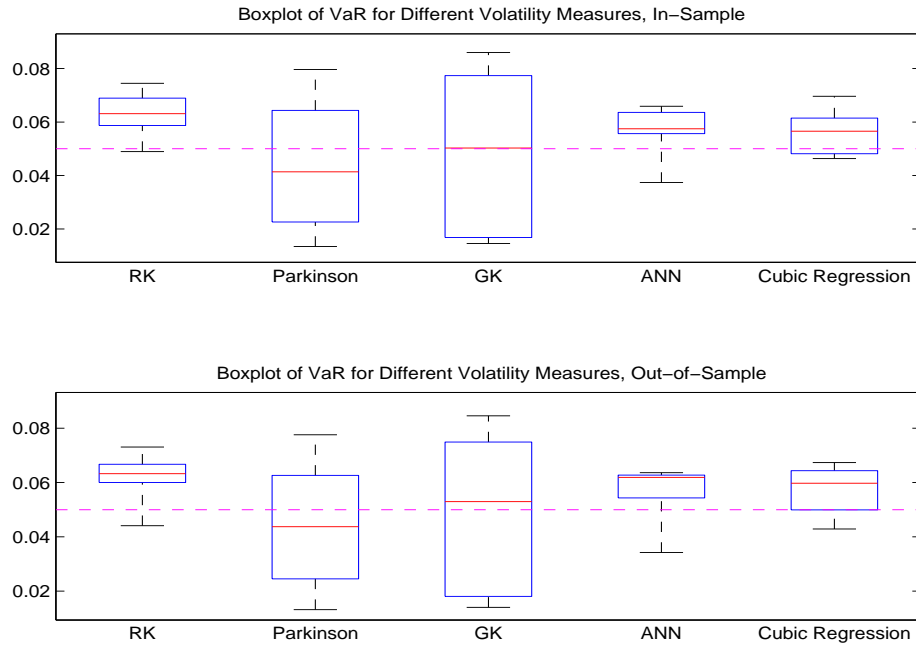 Boxplot of VaR for Different Volatility Measures, In−Sample
0.08
0.06
0.04
0.02
RK Parkinson GK ANN Cubic Regression
Boxplot of VaR for Different Volatility Measures, Out−of−Sample
0.08
0.06
0.04
0.02
RK Parkinson GK ANN Cubic Regression